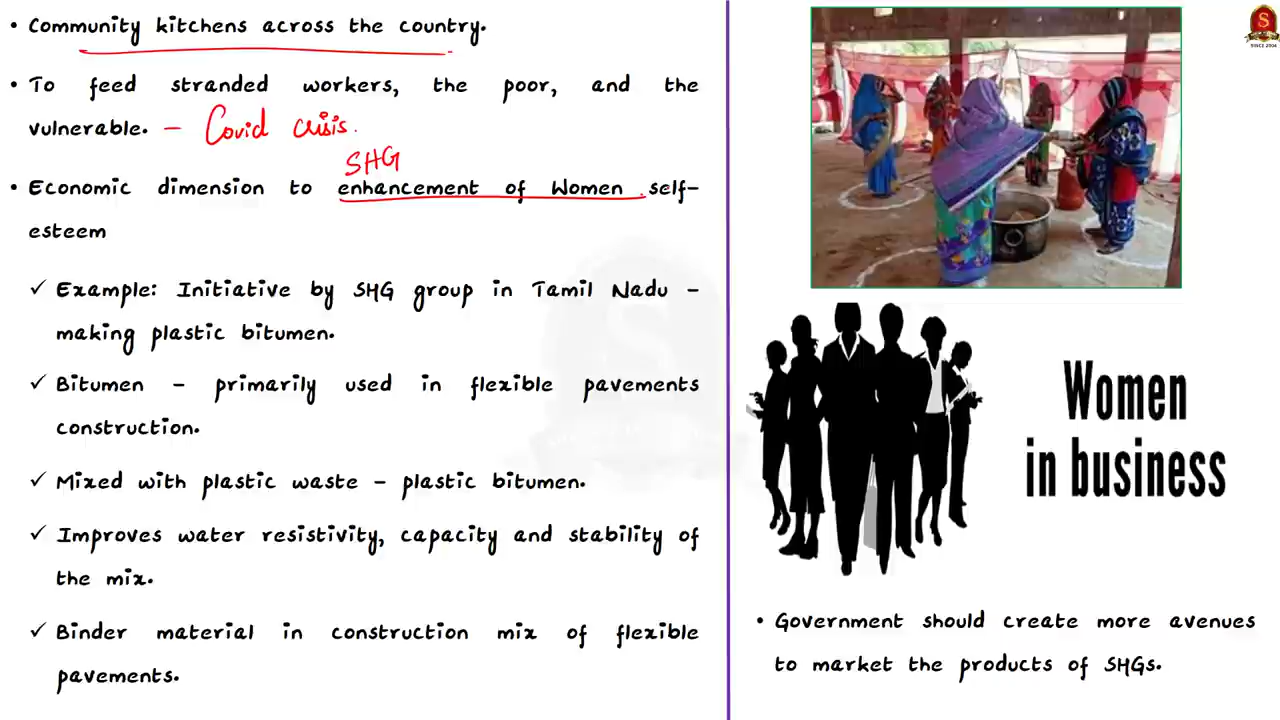 • Community kitchens across the country.
• To feed stranded workers, the poor, and the
vulnerable. – Covid crisis.
SHG
• Economic dimension to enhancement of Women self-
esteem
✓ Example: Initiative by SHG group in Tamil Nadu –
making plastic bitumen.
✓ Bitumen – primarily used in flexible pavements
construction.
✓ Mixed with plastic waste – plastic bitumen.
✓ Improves water resistivity, capacity and stability of
the mix.
✓ Binder material in construction mix of flexible
pavements.
S
SINCE 2004
Women
in business
• Government should create more avenues
to market the products of SHGs.